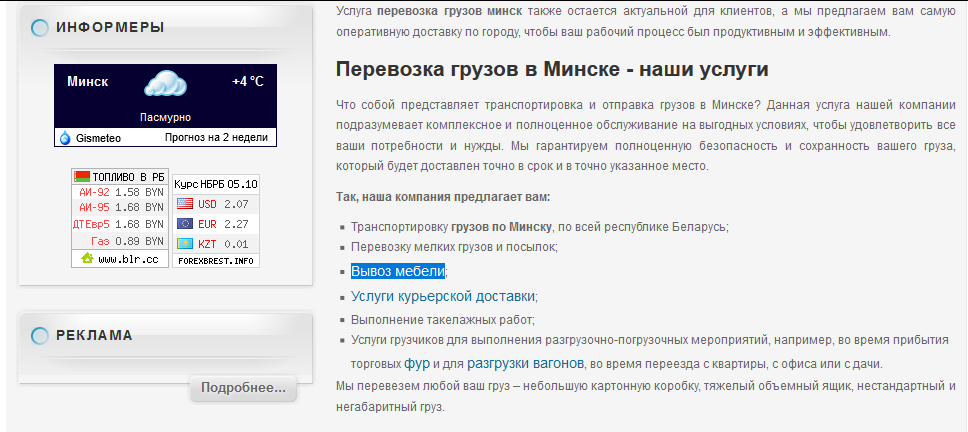 ИНФОРМЕРЫ
Минск
+4 °C
Пасмурно
Gismeteo
Прогноз на 2 недели
ТОПЛИВО В РБ
АИ-92 1.58 BYN
АИ-95 1.68 BYN
ДТЕвр5 1.68 BYN
Газ 0.89 BYN
www.blr.cc
Курс НБРБ 05.10
USD 2.07
EUR 2.27
KZT 0.01
FOREXBREST.INFO
РЕКЛАМА
Подробнее...
Услуга перевозка грузов минск также остается актуальной для клиентов, а мы предлагаем вам самую
оперативную доставку по городу, чтобы ваш рабочий процесс был продуктивным и эффективным.
Перевозка грузов в Минске - наши услуги
Что собой представляет транспортировка и отправка грузов в Минске? Данная услуга нашей компании
подразумевает комплексное и полноценное обслуживание на выгодных условиях, чтобы удовлетворить все
ваши потребности и нужды. Мы гарантируем полноценную безопасность и сохранность вашего груза,
который будет доставлен точно в срок и в точно указанное место.
Так, наша компания предлагает вам:
Транспортировку грузов по Минску, по всей республике Беларусь;
Перевозку мелких грузов и посылок;
Вывоз мебели;
Услуги курьерской доставки;
Выполнение такелажных работ;
Услуги грузчиков для выполнения разгрузочно-погрузочных мероприятий, например, во время прибытия
торговых фур и для разгрузки вагонов, во время переезда с квартиры, с офиса или с дачи.
Мы перевезем любой ваш груз – небольшую картонную коробку, тяжелый объемный ящик, нестандартный и
негабаритный груз.